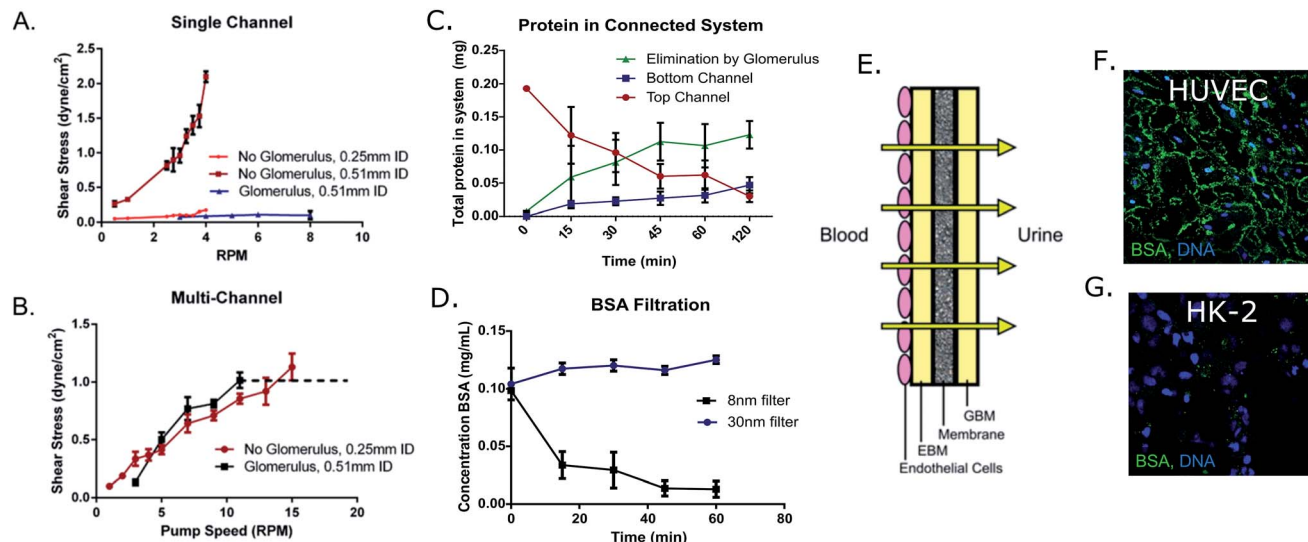 A.
Single Channel
Shear Stress (dyne/cm²)
2.5
2.0
1.5
1.0
0.5
0.0
0
2
4
6
8
10
RPM
No Glomerulus, 0.25mm ID
No Glomerulus, 0.51mm ID
Glomerulus, 0.51mm ID
B.
Multi-Channel
Shear Stress (dyne/cm²)
1.5
1.0
0.5
0.0
0
5
10
15
20
Pump Speed (RPM)
No Glomerulus, 0.25mm ID
Glomerulus, 0.51mm ID
C.
Protein in Connected System
Total protein in system (mg)
0.20
0.15
0.10
0.05
0.00
0
15
30
45
60
120
Time (min)
Elimination by Glomerulus
Bottom Channel
Top Channel
D.
BSA Filtration
Concentration BSA (mg/mL)
0.15
0.10
0.05
0.00
0
20
40
60
80
Time (min)
8nm filter
30nm filter
E.
Blood
Urine
GBM
Membrane
EBM
Endothelial Cells
F.
HUVEC
BSA, DNA
G.
HK-2
BSA, DNA